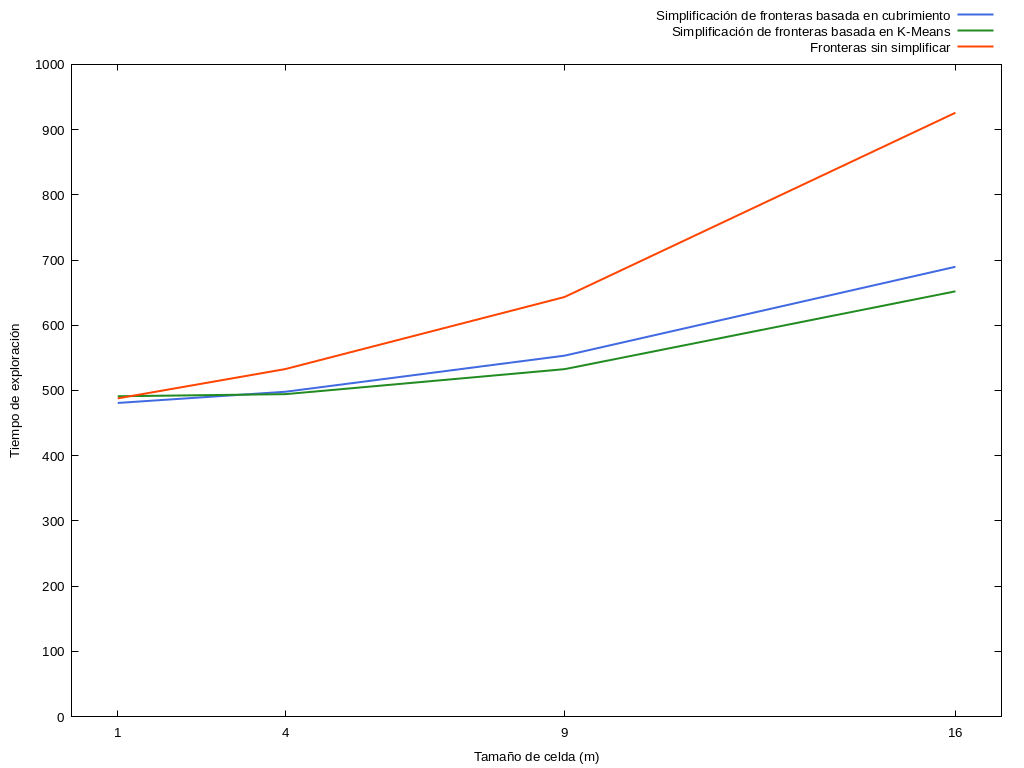 Simplificación de fronteras basada en cubrimiento
Simplificación de fronteras basada en K-Means
Fronteras sin simplificar
1000
900
800
700
600
500
400
300
200
100
0
Tiempo de exploración
1 4 9 16
Tamaño de celda (m)